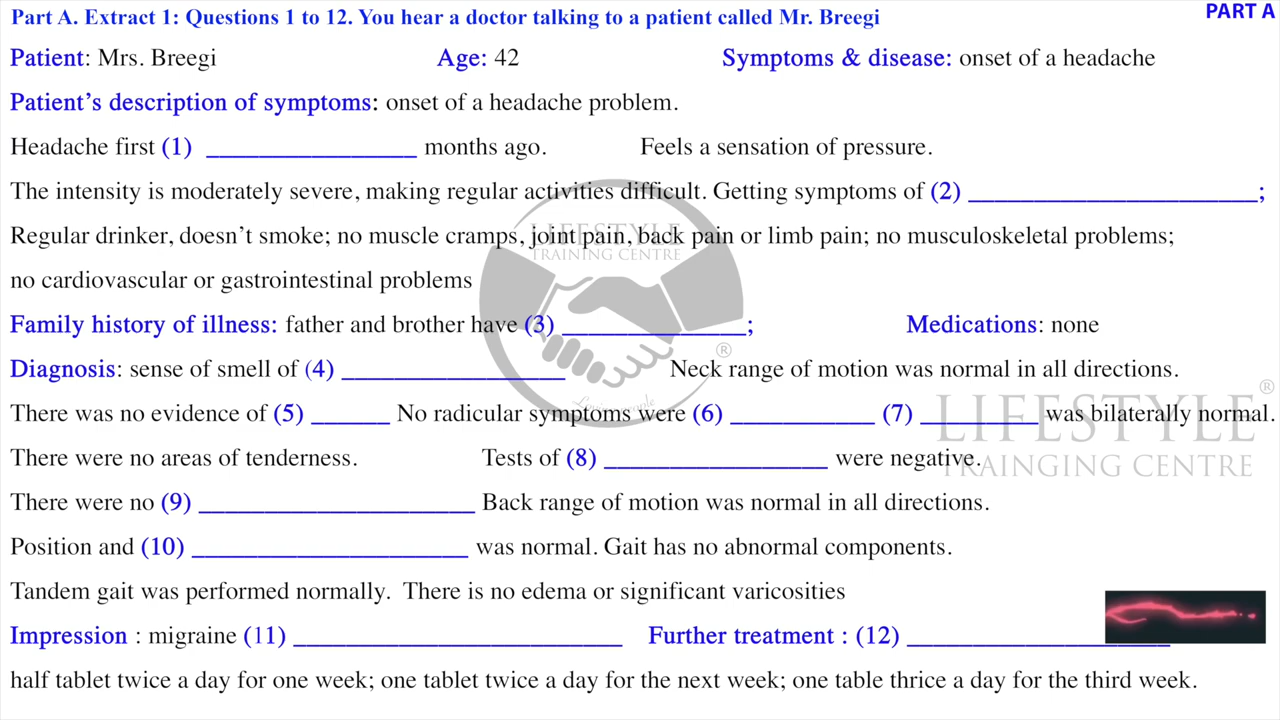 Part A. Extract 1: Questions 1 to 12. You hear a doctor talking to a patient called Mr. Breegi
PART A
Patient: Mrs. Breegi Age: 42 Symptoms & disease: onset of a headache
Patient's description of symptoms: onset of a headache problem.
Headache first (1) ________________ months ago. Feels a sensation of pressure.
The intensity is moderately severe, making regular activities difficult. Getting symptoms of (2) ______________________;
Regular drinker, doesn't smoke; no muscle cramps, joint pain, back pain or limb pain; no musculoskeletal problems;
no cardiovascular or gastrointestinal problems
Family history of illness: father and brother have (3) ______________; Medications: none
Diagnosis: sense of smell of (4) _________________ Neck range of motion was normal in all directions.
There was no evidence of (5) ______ No radicular symptoms were (6) ___________ (7) _________ was bilaterally normal.
There were no areas of tenderness. Tests of (8) _________________ were negative.
There were no (9) _____________________ Back range of motion was normal in all directions.
Position and (10) _____________________ was normal. Gait has no abnormal components.
Tandem gait was performed normally. There is no edema or significant varicosities
Impression : migraine (11) _________________________ Further treatment : (12) ____________________
half tablet twice a day for one week; one tablet twice a day for the next week; one table thrice a day for the third week.
LIFESTYLE
TRAINING CENTRE
®
LIFESTYLE®
TRAINGING CENTRE